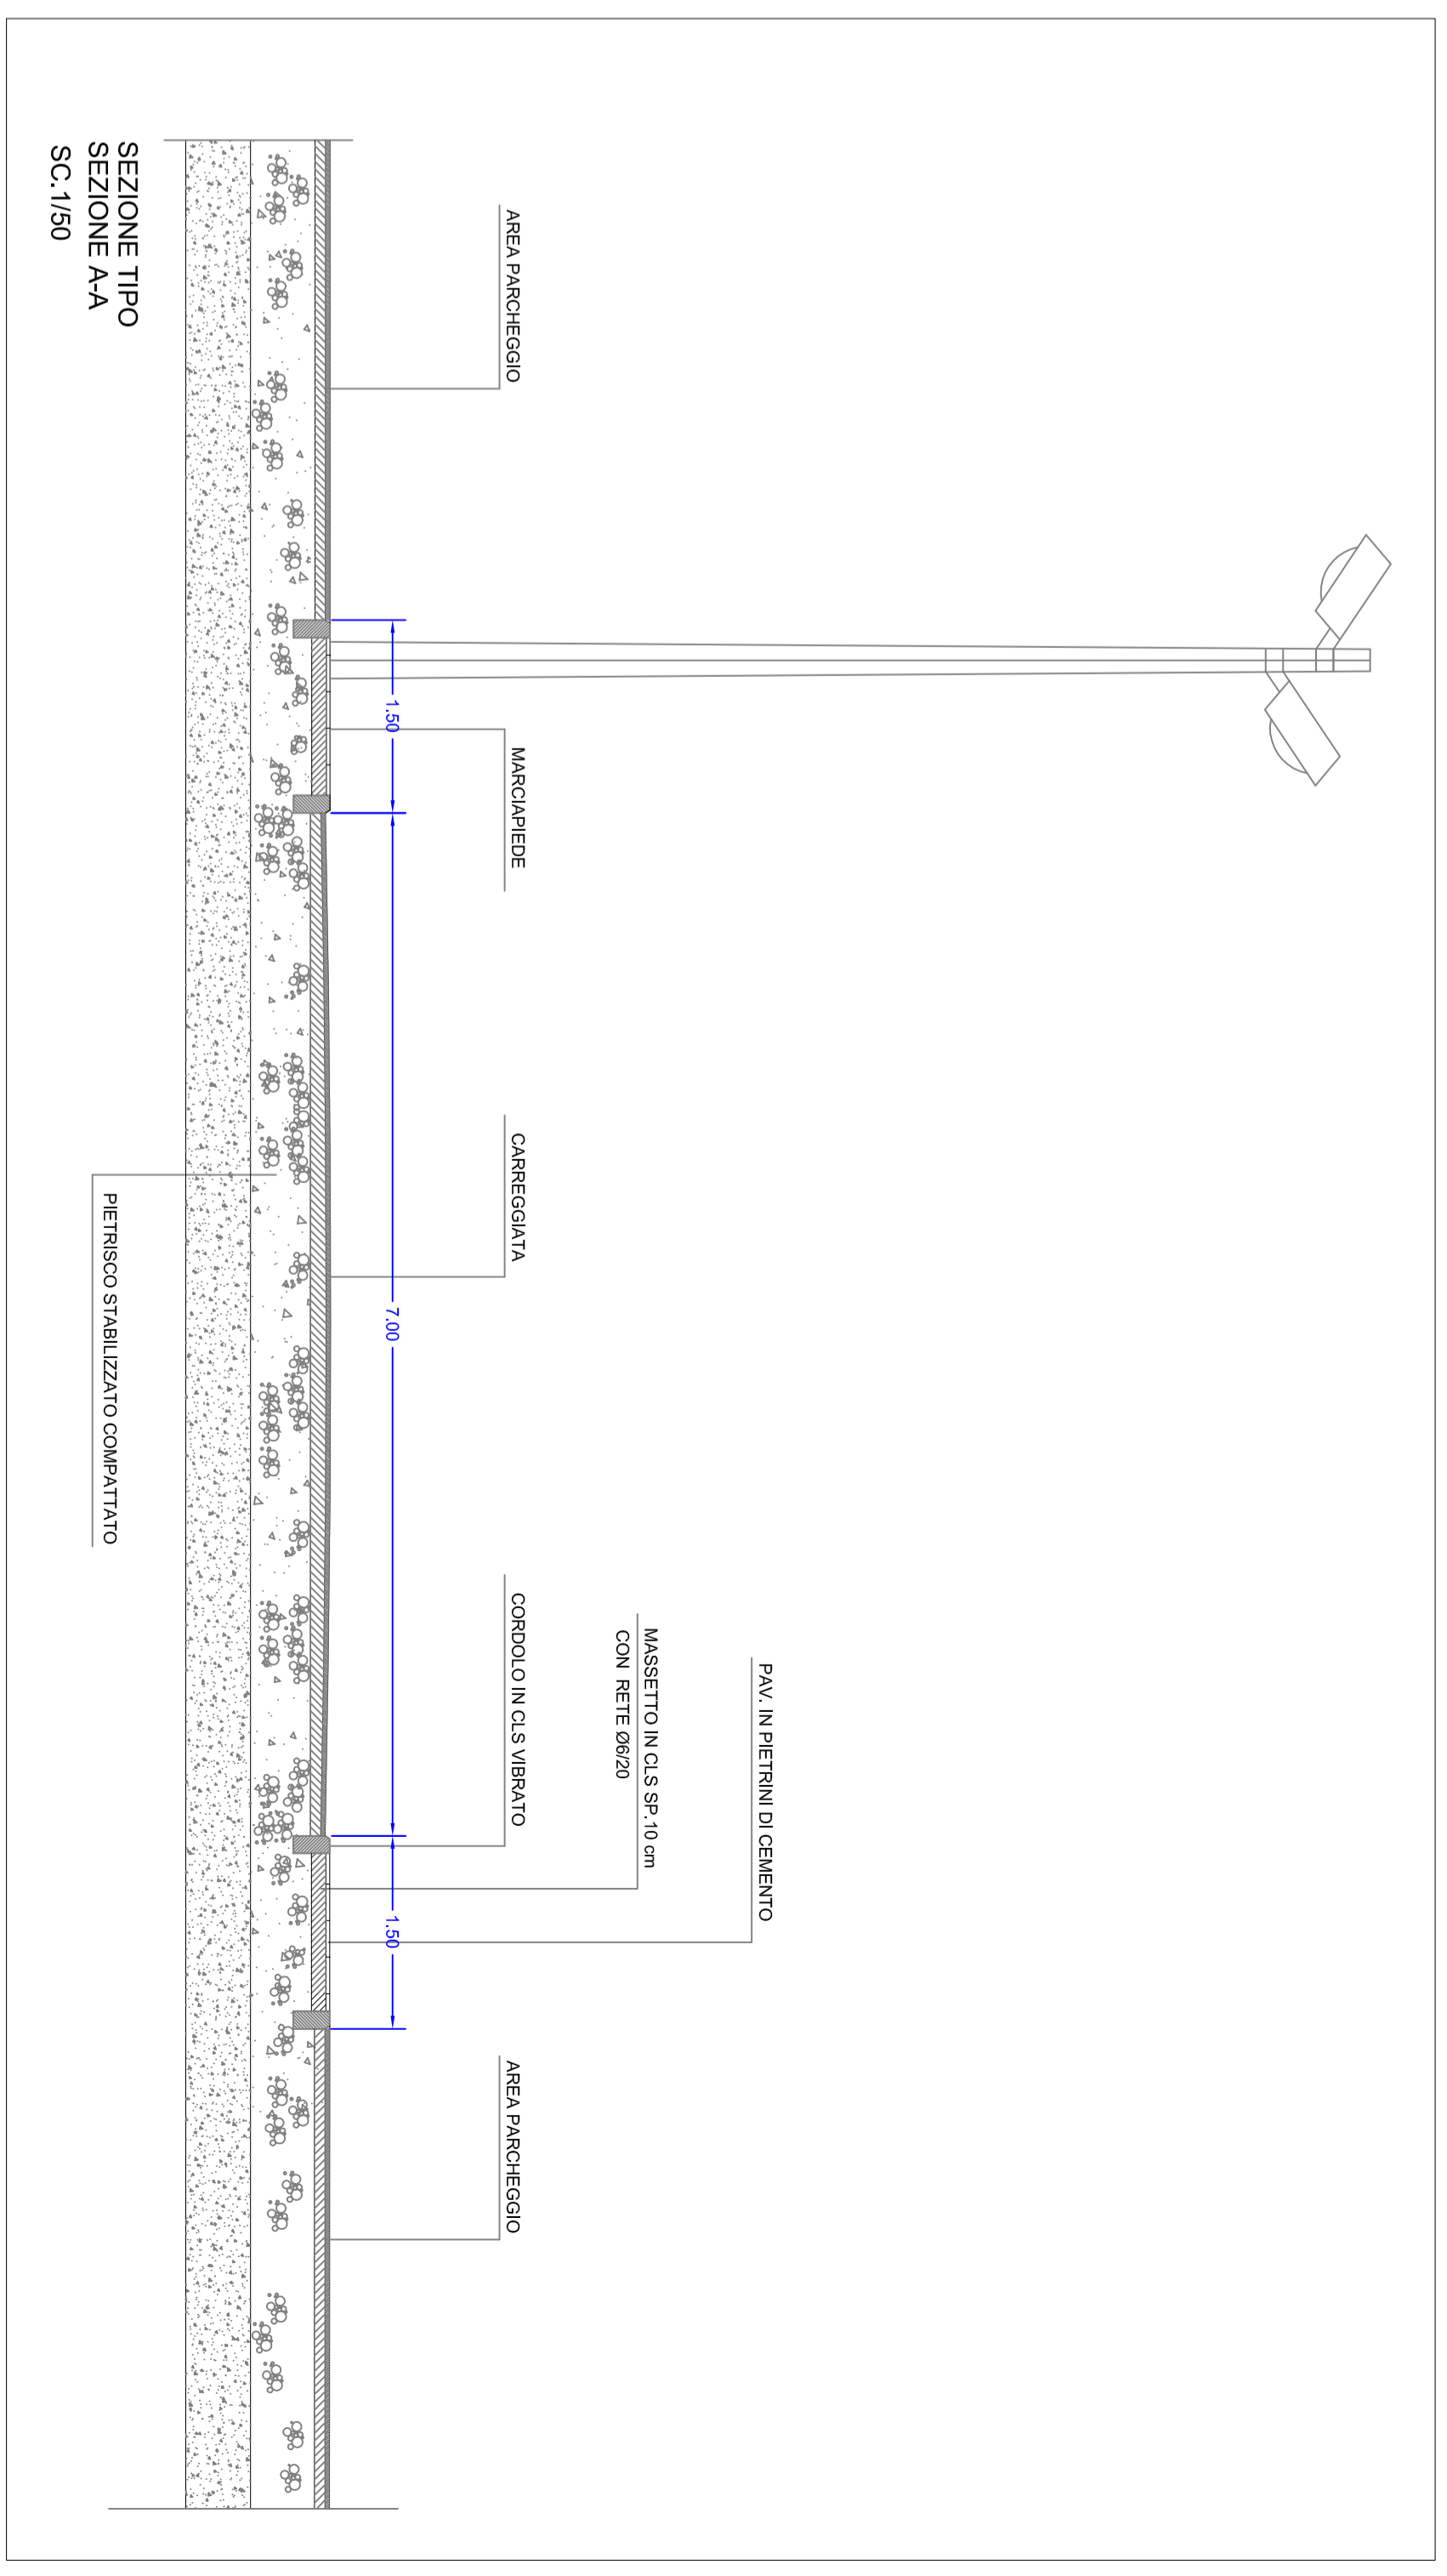 PAV. IN PIETRINI DI CEMENTO
MASSETTO IN CLS SP.10 cm
CON RETE Ø6/20
AREA PARCHEGGIO
MARCIAPIEDE
CARREGGIATA
CORDOLO IN CLS VIBRATO
AREA PARCHEGGIO
1.50
7.00
1.50
PIETRISCO STABILIZZATO COMPATTATO
SEZIONE TIPO
SEZIONE A-A
SC.1/50